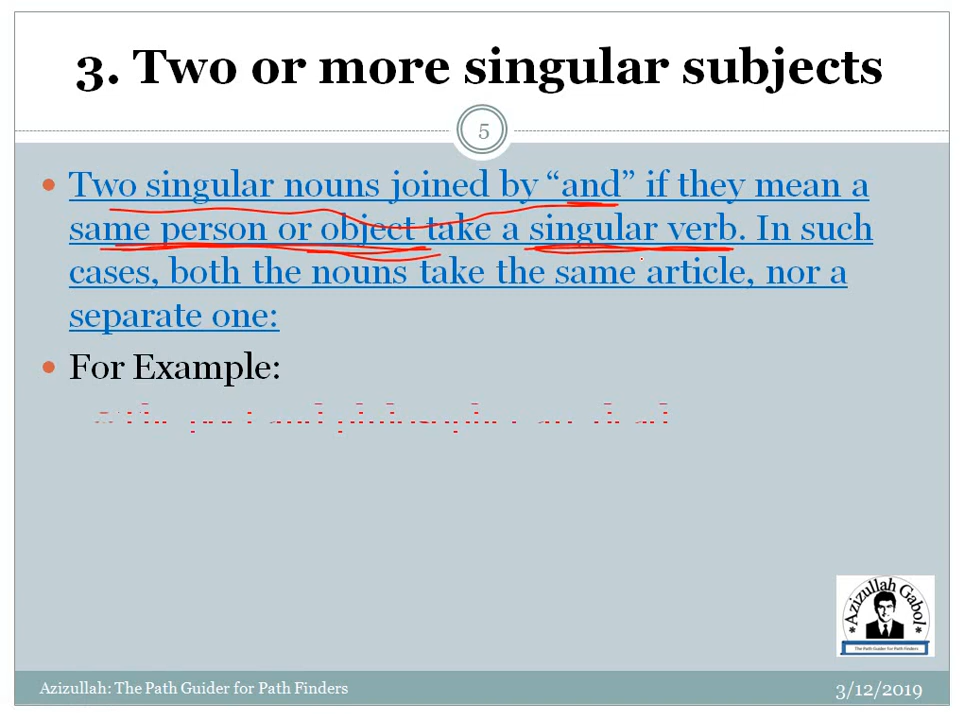 3. Two or more singular subjects
5
Two singular nouns joined by “and” if they mean a
same person or object take a singular verb. In such
cases, both the nouns take the same article, nor a
separate one:
For Example:
Azizullah Gabol
The Path Guider for Path Finders
Azizullah: The Path Guider for Path Finders
3/12/2019